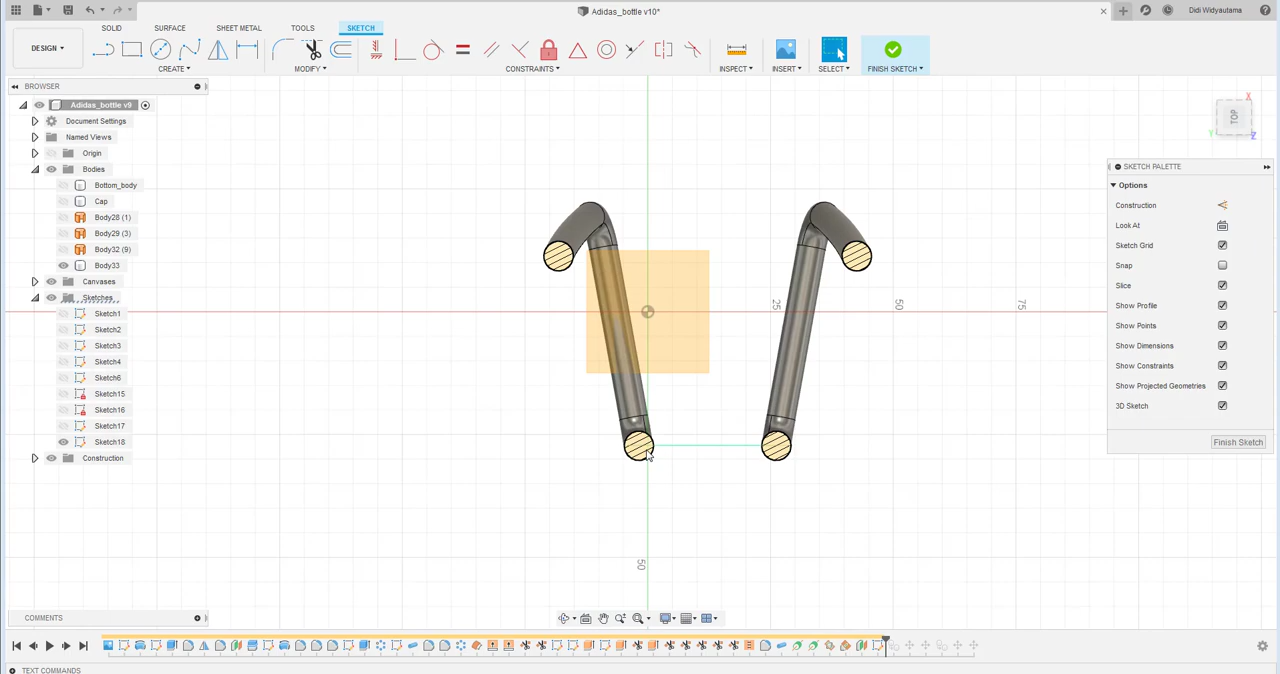 Adidas_bottle v10*
Didi Widyautama
SOLID SURFACE SHEET METAL TOOLS SKETCH
DESIGN
CREATE MODIFY CONSTRAINTS INSPECT INSERT SELECT FINISH SKETCH
BROWSER
Adidas_bottle v9
Document Settings
Named Views
Origin
Bodies
Bottom_body
Cap
Body28 (1)
Body29 (3)
Body32 (9)
Body33
Canvases
Sketches
Sketch1
Sketch2
Sketch3
Sketch4
Sketch6
Sketch15
Sketch16
Sketch17
Sketch18
Construction
X
TOP
Y
Z
SKETCH PALETTE
Options
Construction
Look At
Sketch Grid
Snap
Slice
Show Profile
Show Points
Show Dimensions
Show Constraints
Show Projected Geometries
3D Sketch
Finish Sketch
25
50
75
50
COMMENTS
TEXT COMMANDS